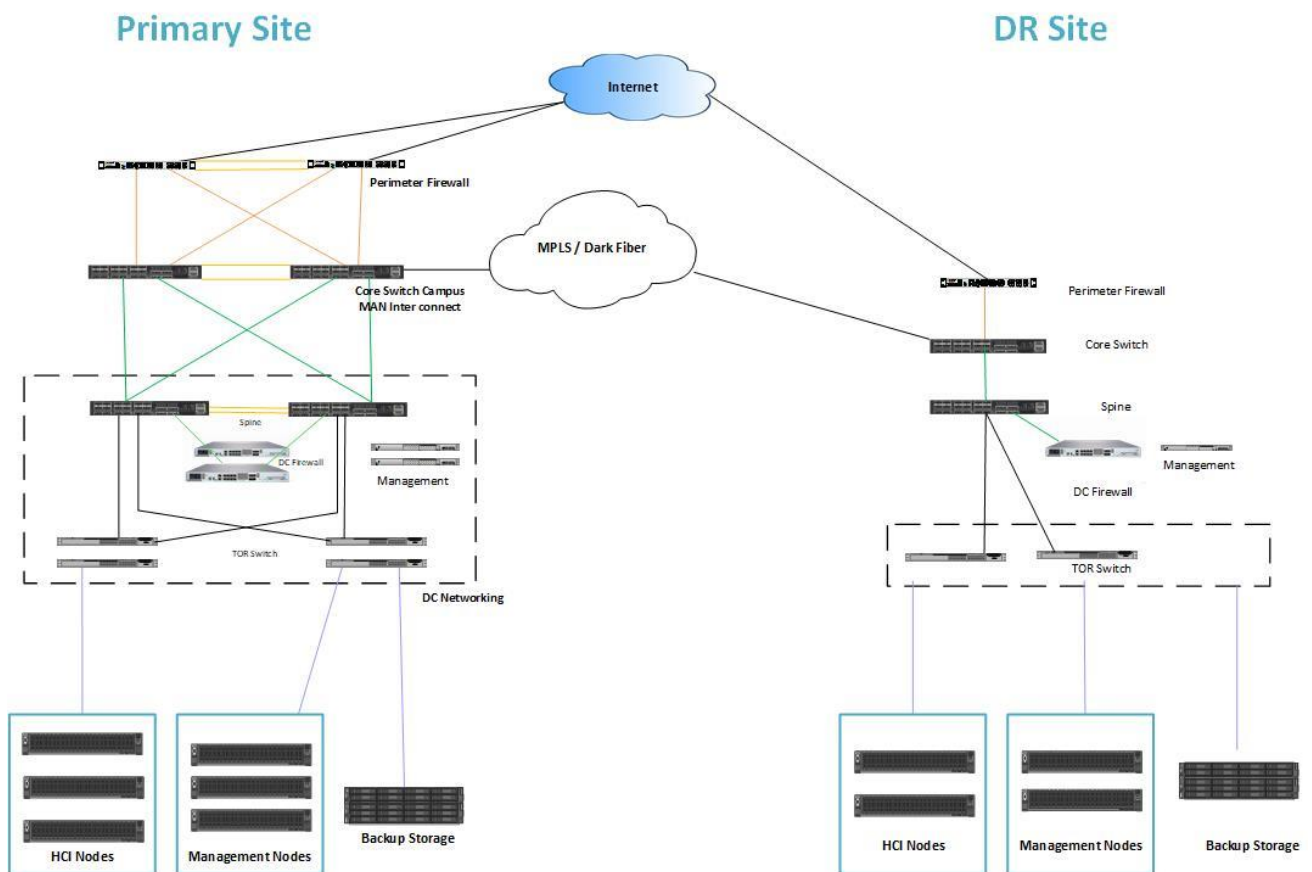 Primary Site
DR Site
Internet
Perimeter Firewall
MPLS / Dark Fiber
Core Switch Campus
MAN Inter connect
Perimeter Firewall
Core Switch
Spine
Spine
DC Firewall
Management
Management
DC Firewall
TOR Switch
TOR Switch
DC Networking
HCI Nodes
Management Nodes
Backup Storage
HCI Nodes
Management Nodes
Backup Storage